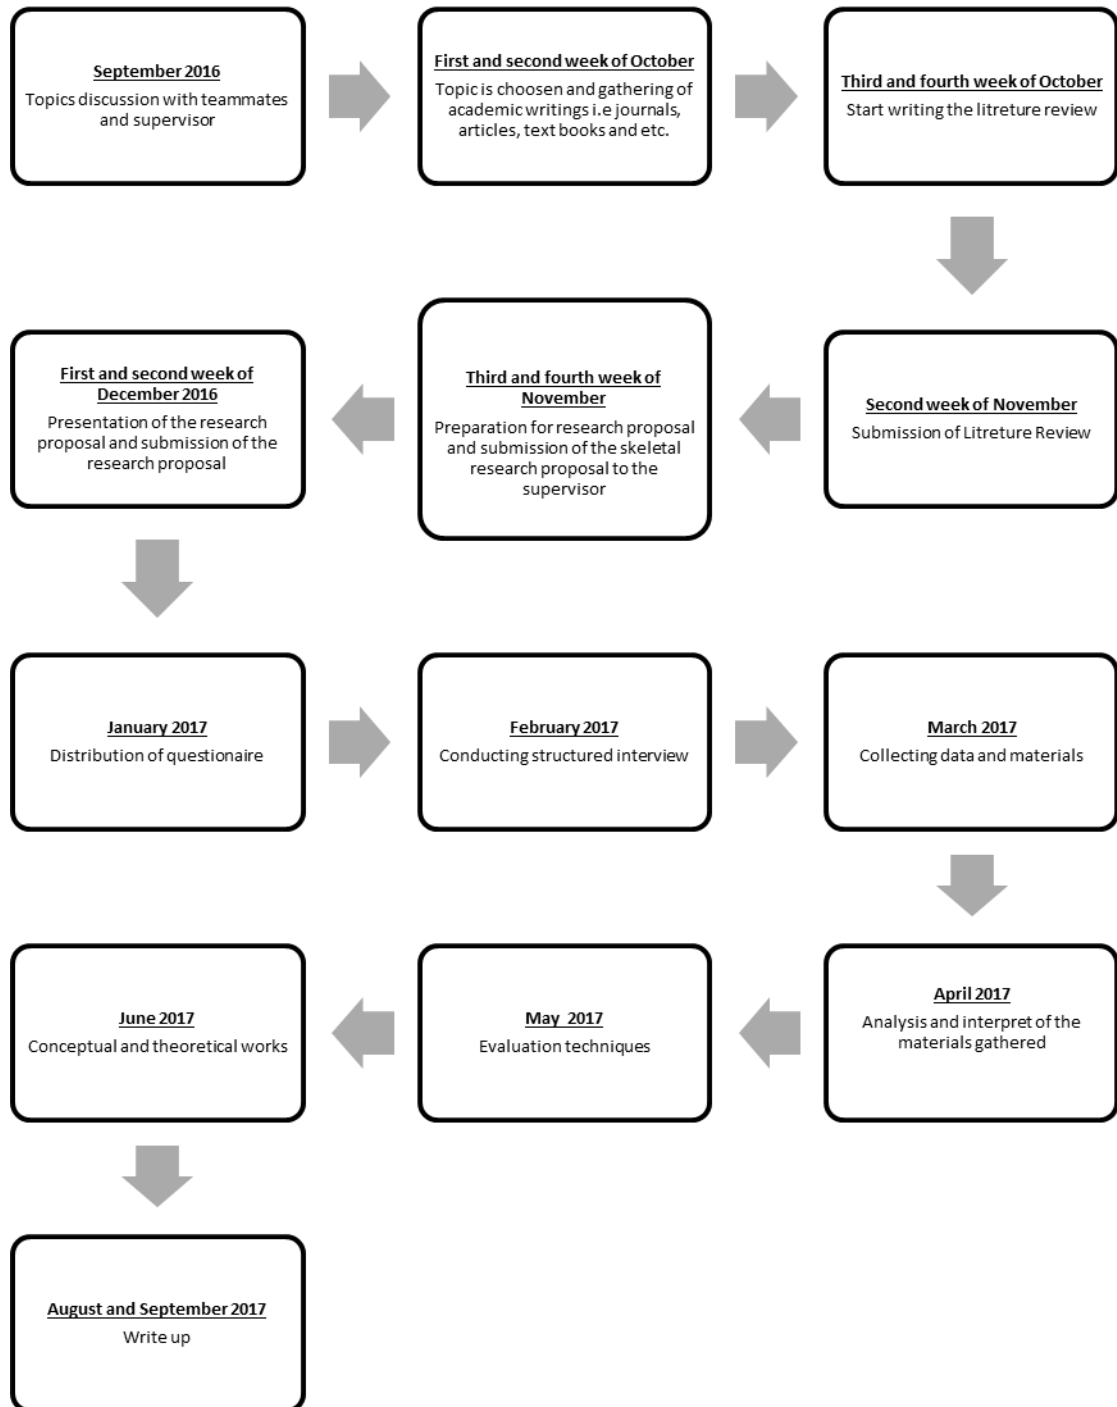 September 2016
Topics discussion with teammates
and supervisor
First and second week of October
Topic is choosen and gathering of
academic writings i.e journals,
articles, text books and etc.
Third and fourth week of October
Start writing the litreture review
Second week of November
Submission of Litreture Review
Third and fourth week of
November
Preparation for research proposal
and submission of the skeletal
research proposal to the
supervisor
First and second week of
December 2016
Presentation of the research
proposal and submission of the
research proposal
January 2017
Distribution of questionaire
February 2017
Conducting structured interview
March 2017
Collecting data and materials
April 2017
Analysis and interpret of the
materials gathered
May 2017
Evaluation techniques
June 2017
Conceptual and theoretical works
August and September 2017
Write up